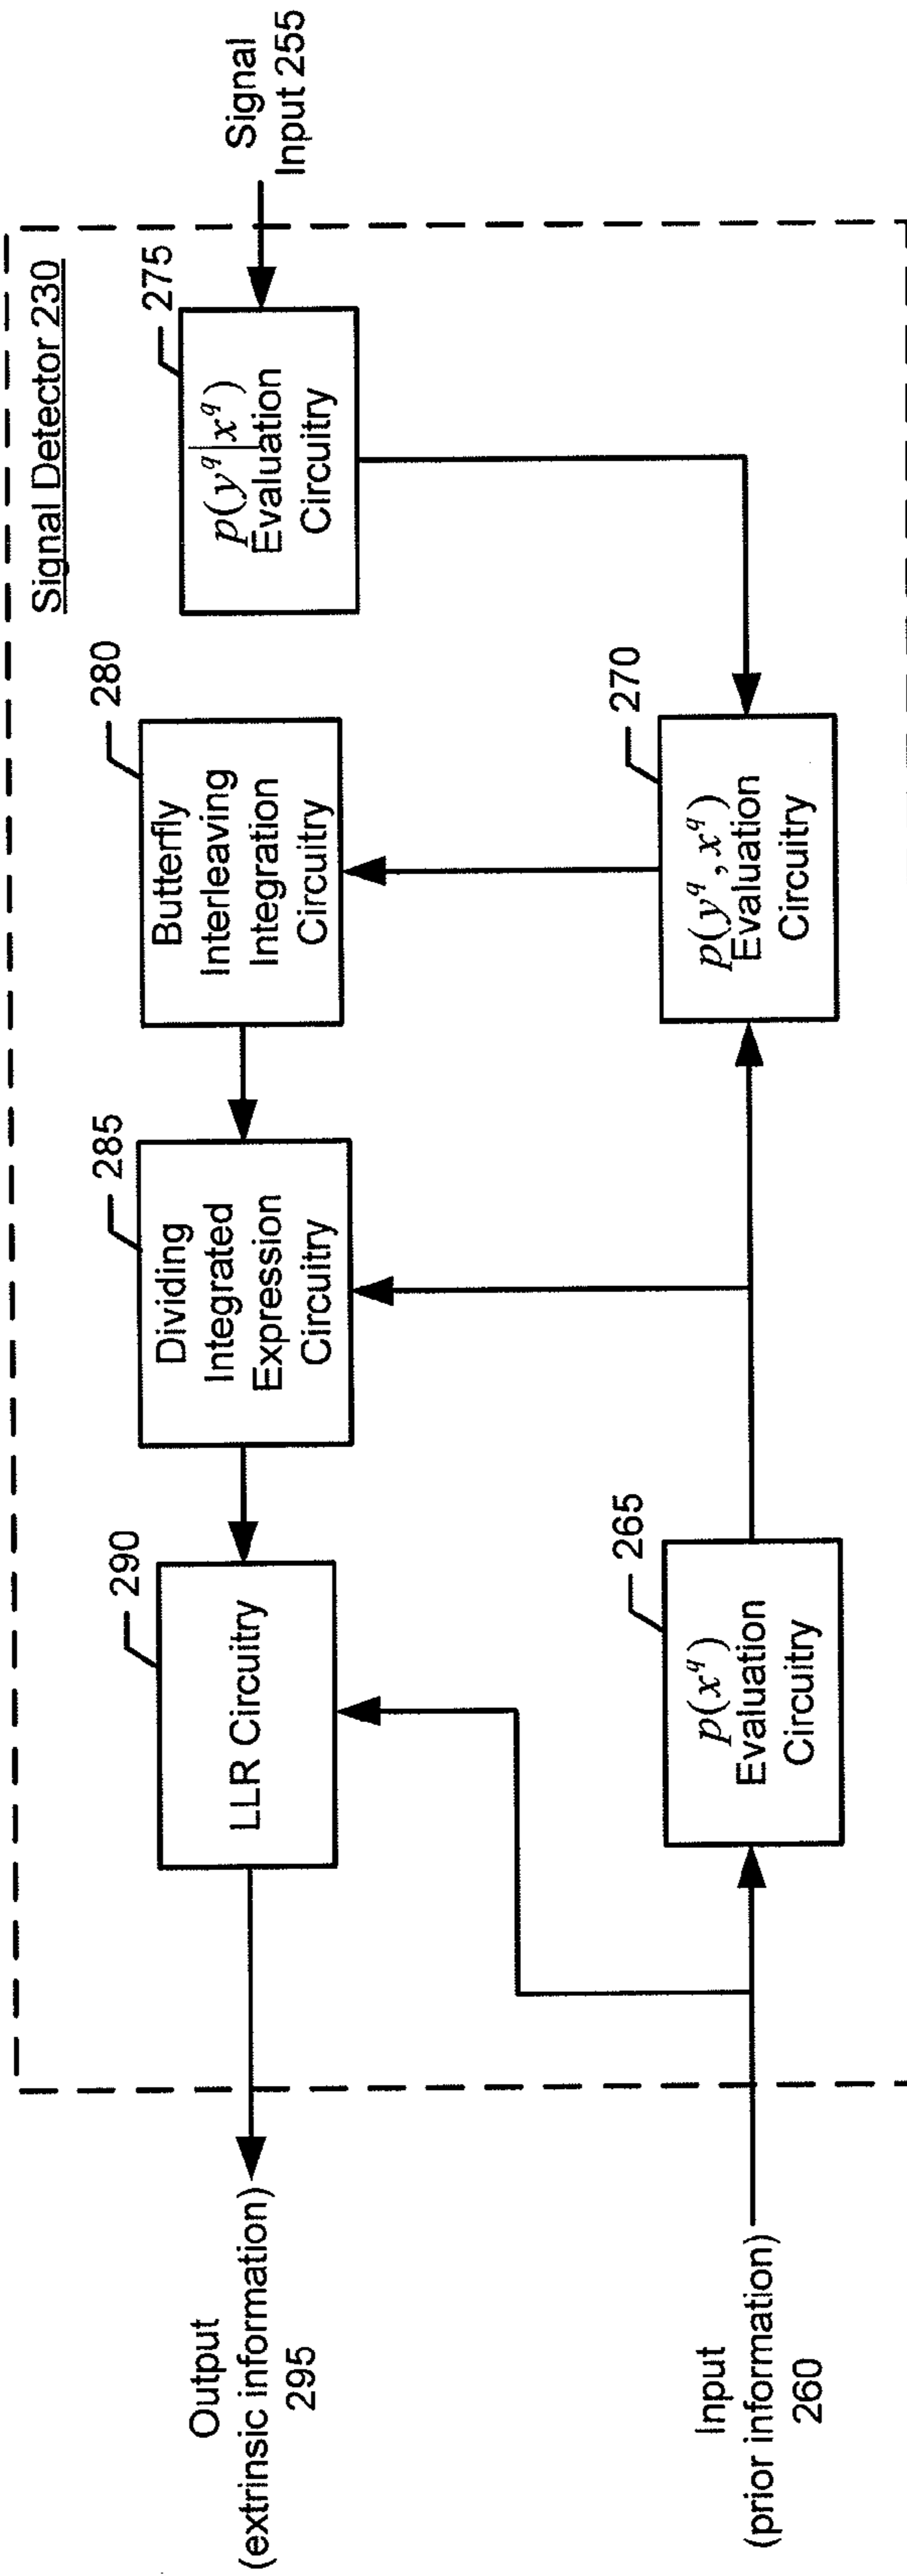 Signal Detector 230
Output
(extrinsic information)
295
290
LLR Circuitry
285
Dividing
Integrated
Expression
Circuitry
280
Butterfly
Interleaving
Integration
Circuitry
275
p(y^q|x^q)
Evaluation
Circuitry
Signal
Input 255
Input
(prior information)
260
265
p(x^q)
Evaluation
Circuitry
270
p(y^q,x^q)
Evaluation
Circuitry